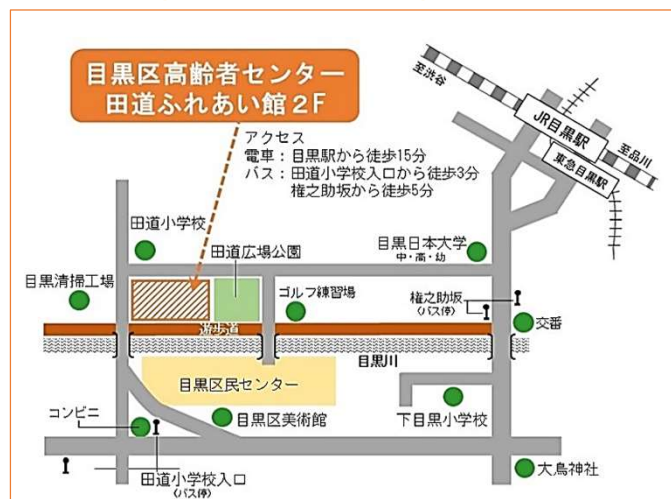 目黒区高齢者センター
田道ふれあい館2F
アクセス
電車:目黒駅から徒歩15分
バス:田道小学校入口から徒歩3分
権之助坂から徒歩5分
至渋谷
JR目黒駅
至品川
東急目黒駅
田道小学校
田道広場公園
目黒日本大学
中・高・幼
目黒清掃工場
ゴルフ練習場
権之助坂
(バス停)
交番
遊歩道
目黒川
目黒区民センター
コンビニ
目黒区美術館
下目黒小学校
田道小学校入口
(バス停)
大鳥神社